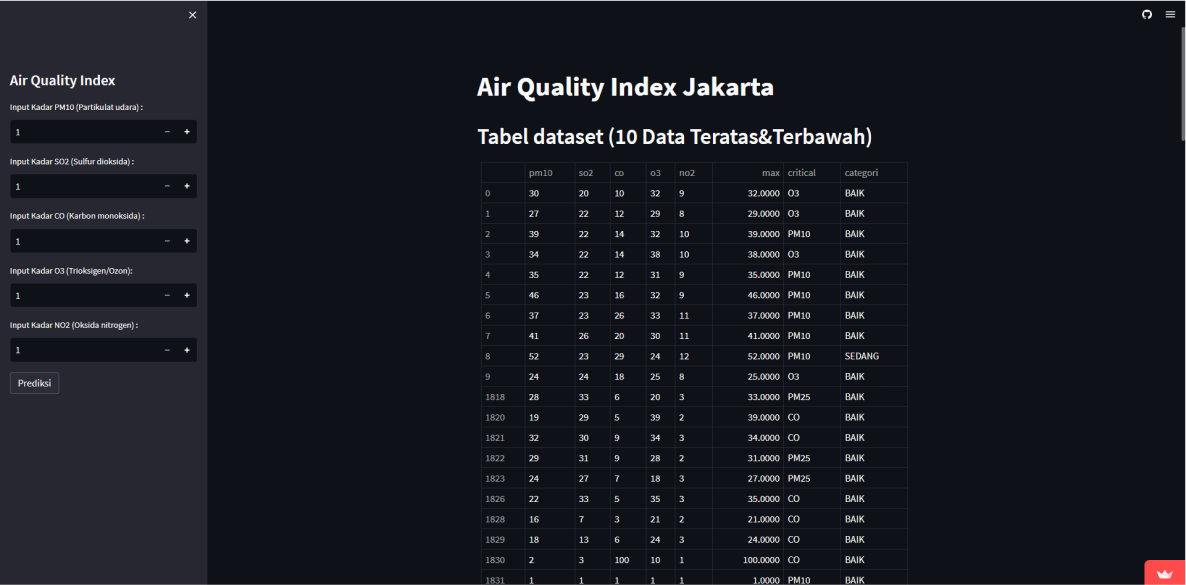 Air Quality Index
Input Kadar PM10 (Partikulat udara) :
1
Input Kadar SO2 (Sulfur dioksida) :
1
Input Kadar CO (Karbon monoksida) :
1
Input Kadar O3 (Trioksigen/Ozon):
1
Input Kadar NO2 (Oksida nitrogen) :
1
Prediksi
Air Quality Index Jakarta
Tabel dataset (10 Data Teratas&Terbawah)
pm10 so2 co o3 no2 max critical categori
0 30 20 10 32 9 32.0000 O3 BAIK
1 27 22 12 29 8 29.0000 O3 BAIK
2 39 22 14 32 10 39.0000 PM10 BAIK
3 34 22 14 38 10 38.0000 O3 BAIK
4 35 22 12 31 9 35.0000 PM10 BAIK
5 46 23 16 32 9 46.0000 PM10 BAIK
6 37 23 26 33 11 37.0000 PM10 BAIK
7 41 26 20 30 11 41.0000 PM10 BAIK
8 52 23 29 24 12 52.0000 PM10 SEDANG
9 24 24 18 25 8 25.0000 O3 BAIK
1818 28 33 6 20 3 33.0000 PM25 BAIK
1820 19 29 5 39 2 39.0000 CO BAIK
1821 32 30 9 34 3 34.0000 CO BAIK
1822 29 31 9 28 2 31.0000 PM25 BAIK
1823 24 27 7 18 3 27.0000 PM25 BAIK
1826 22 33 5 35 3 35.0000 CO BAIK
1828 16 7 3 21 2 21.0000 CO BAIK
1829 18 13 6 24 3 24.0000 CO BAIK
1830 2 3 100 10 1 100.0000 CO BAIK
1831 1 1 1 1 1 1.0000 PM10 BAIK